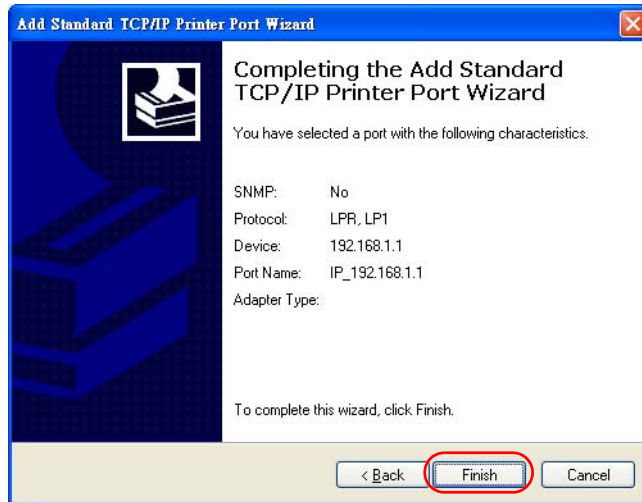 Add Standard TCP/IP Printer Port Wizard
Completing the Add Standard
TCP/IP Printer Port Wizard
You have selected a port with the following characteristics.
SNMP: No
Protocol: LPR, LP1
Device: 192.168.1.1
Port Name: IP_192.168.1.1
Adapter Type:
To complete this wizard, click Finish.
< Back Finish Cancel